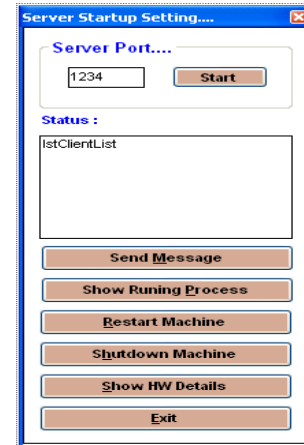 Server Startup Setting....
Server Port....
1234
Start
Status :
lstClientList
Send Message
Show Runing Process
Restart Machine
Shutdown Machine
Show HW Details
Exit